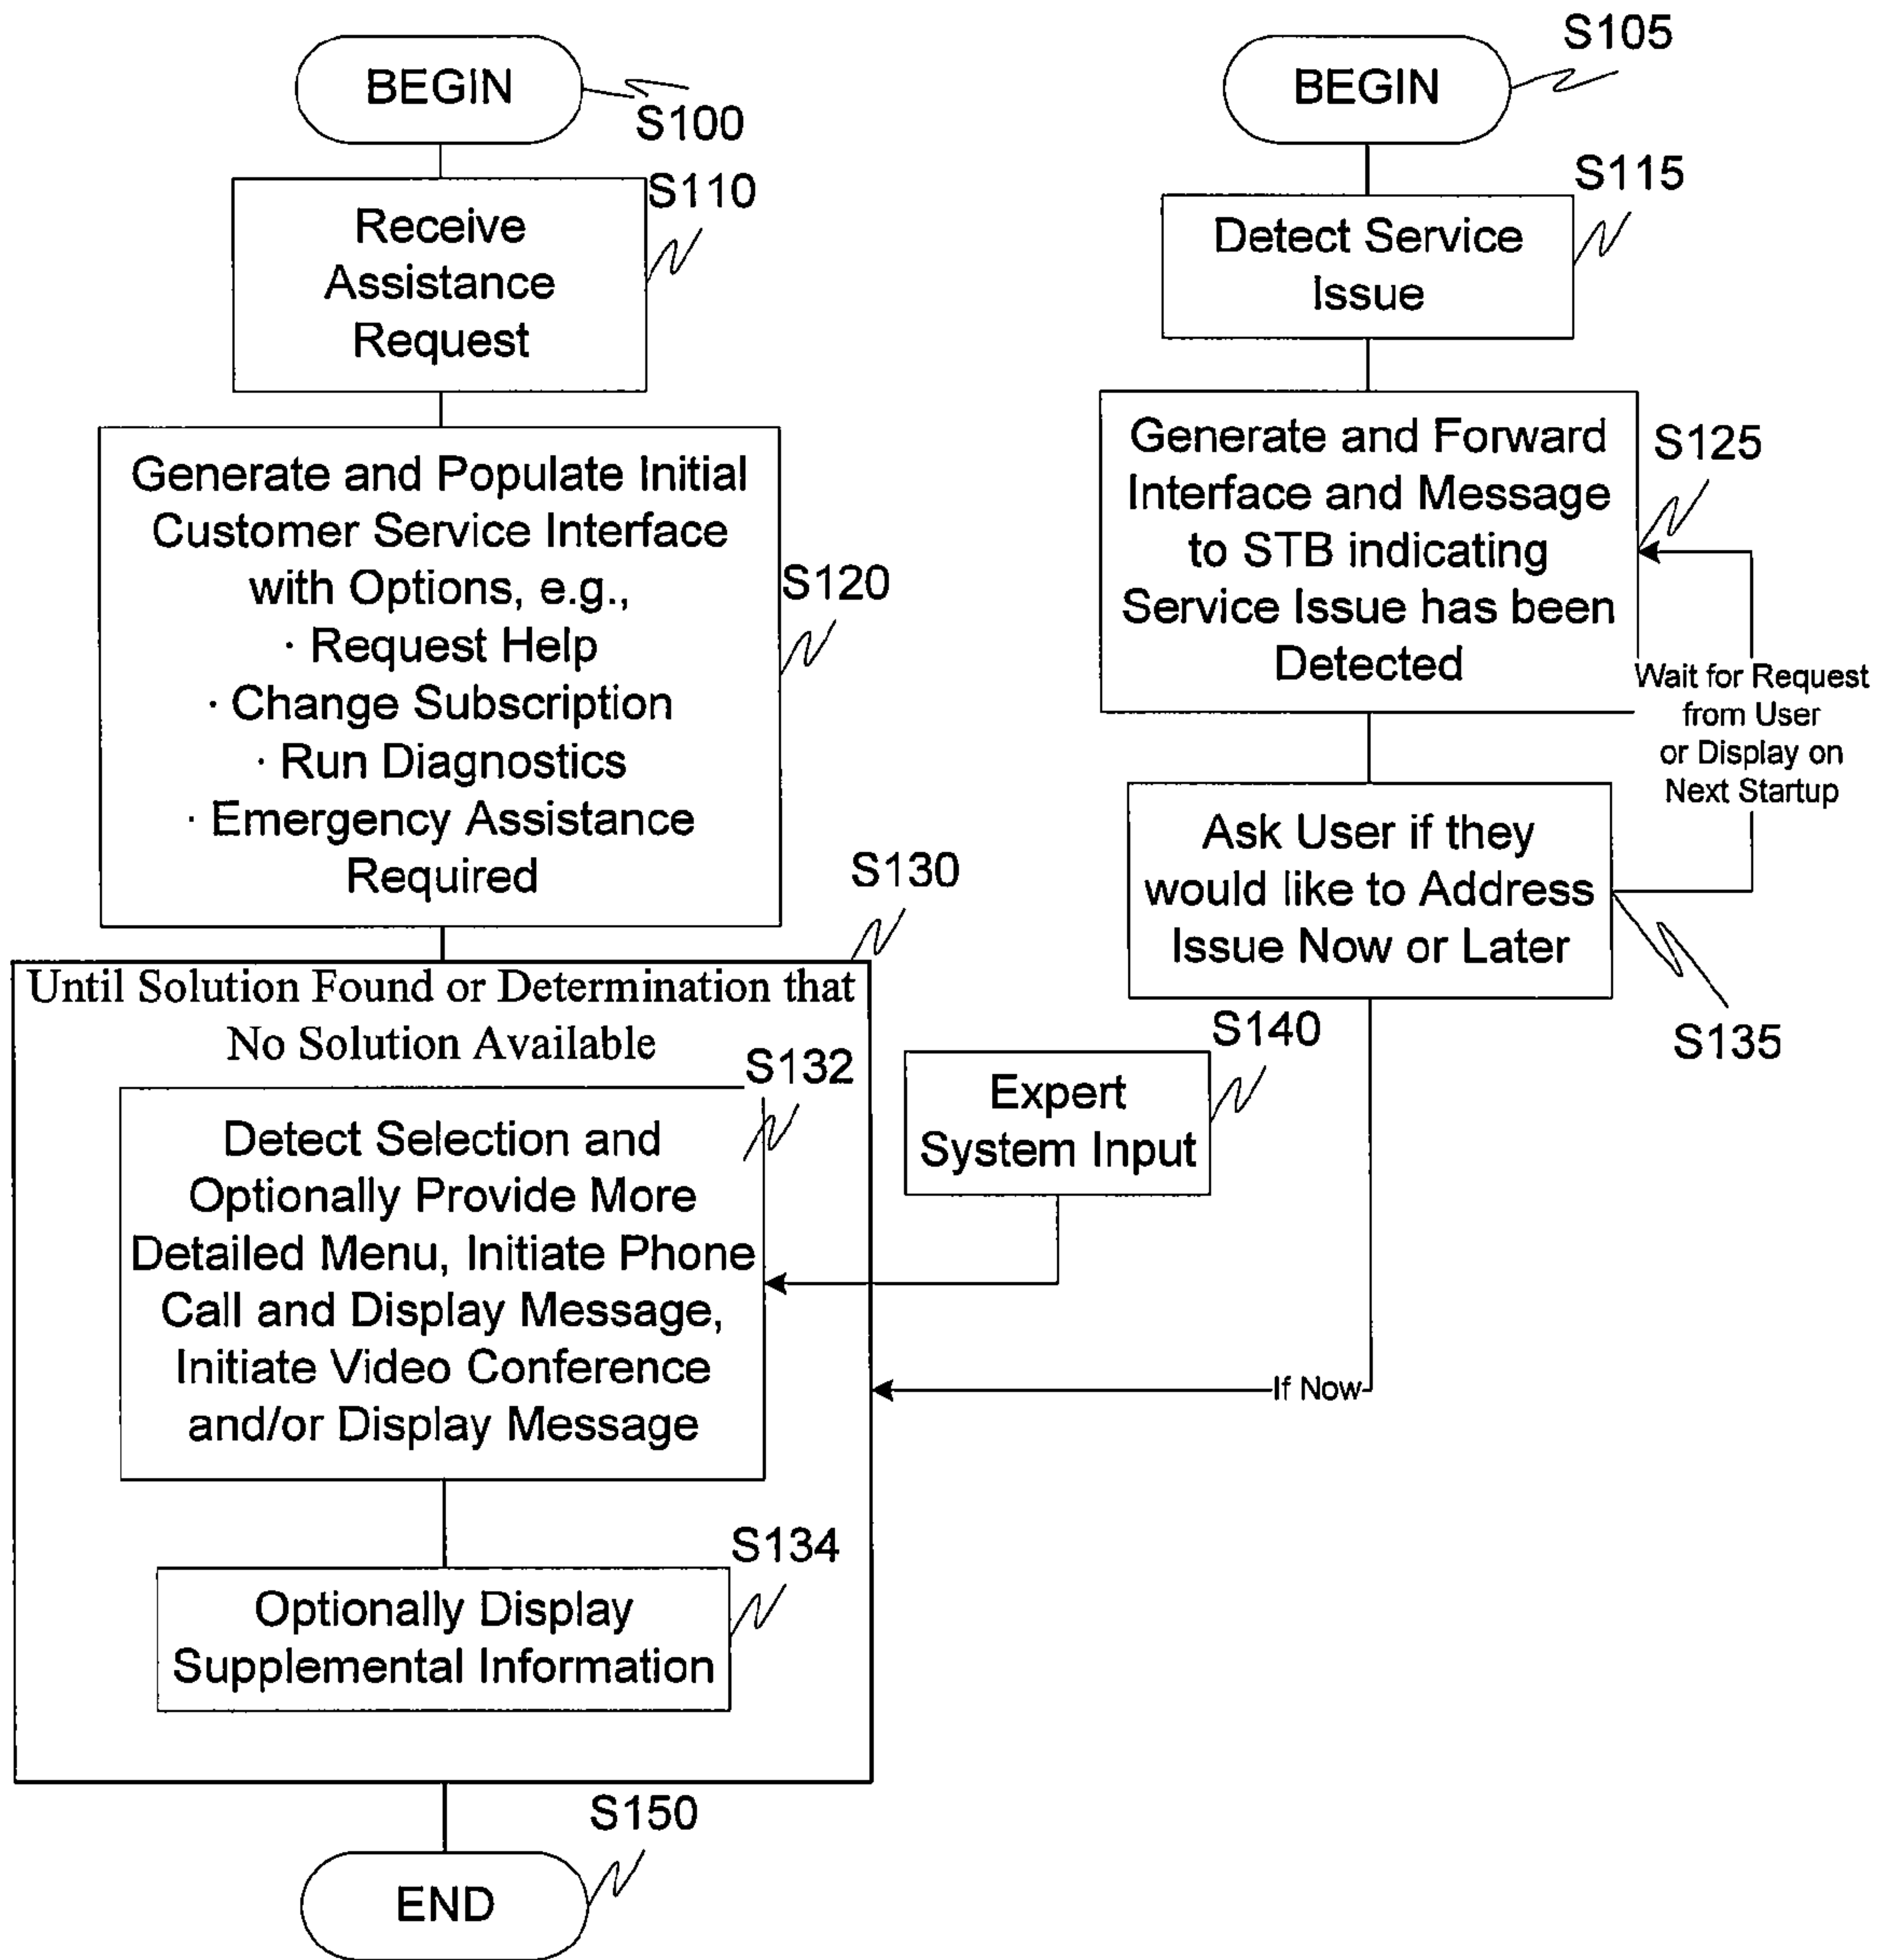 BEGIN
S100
S110
Receive
Assistance
Request
Generate and Populate Initial
Customer Service Interface
with Options, e.g.,
· Request Help
· Change Subscription
· Run Diagnostics
· Emergency Assistance
Required
S120
S130
Until Solution Found or Determination that
No Solution Available
S132
Detect Selection and
Optionally Provide More
Detailed Menu, Initiate Phone
Call and Display Message,
Initiate Video Conference
and/or Display Message
S134
Optionally Display
Supplemental Information
S150
END
S105
BEGIN
S115
Detect Service
Issue
Generate and Forward
Interface and Message
to STB indicating
Service Issue has been
Detected
S125
Wait for Request
from User
or Display on
Next Startup
Ask User if they
would like to Address
Issue Now or Later
S135
S140
Expert
System Input
If Now